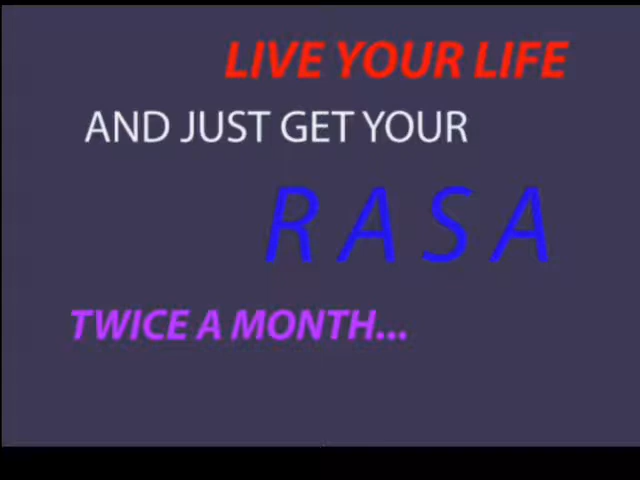 LIVE YOUR LIFE
AND JUST GET YOUR
R A S A
TWICE A MONTH...